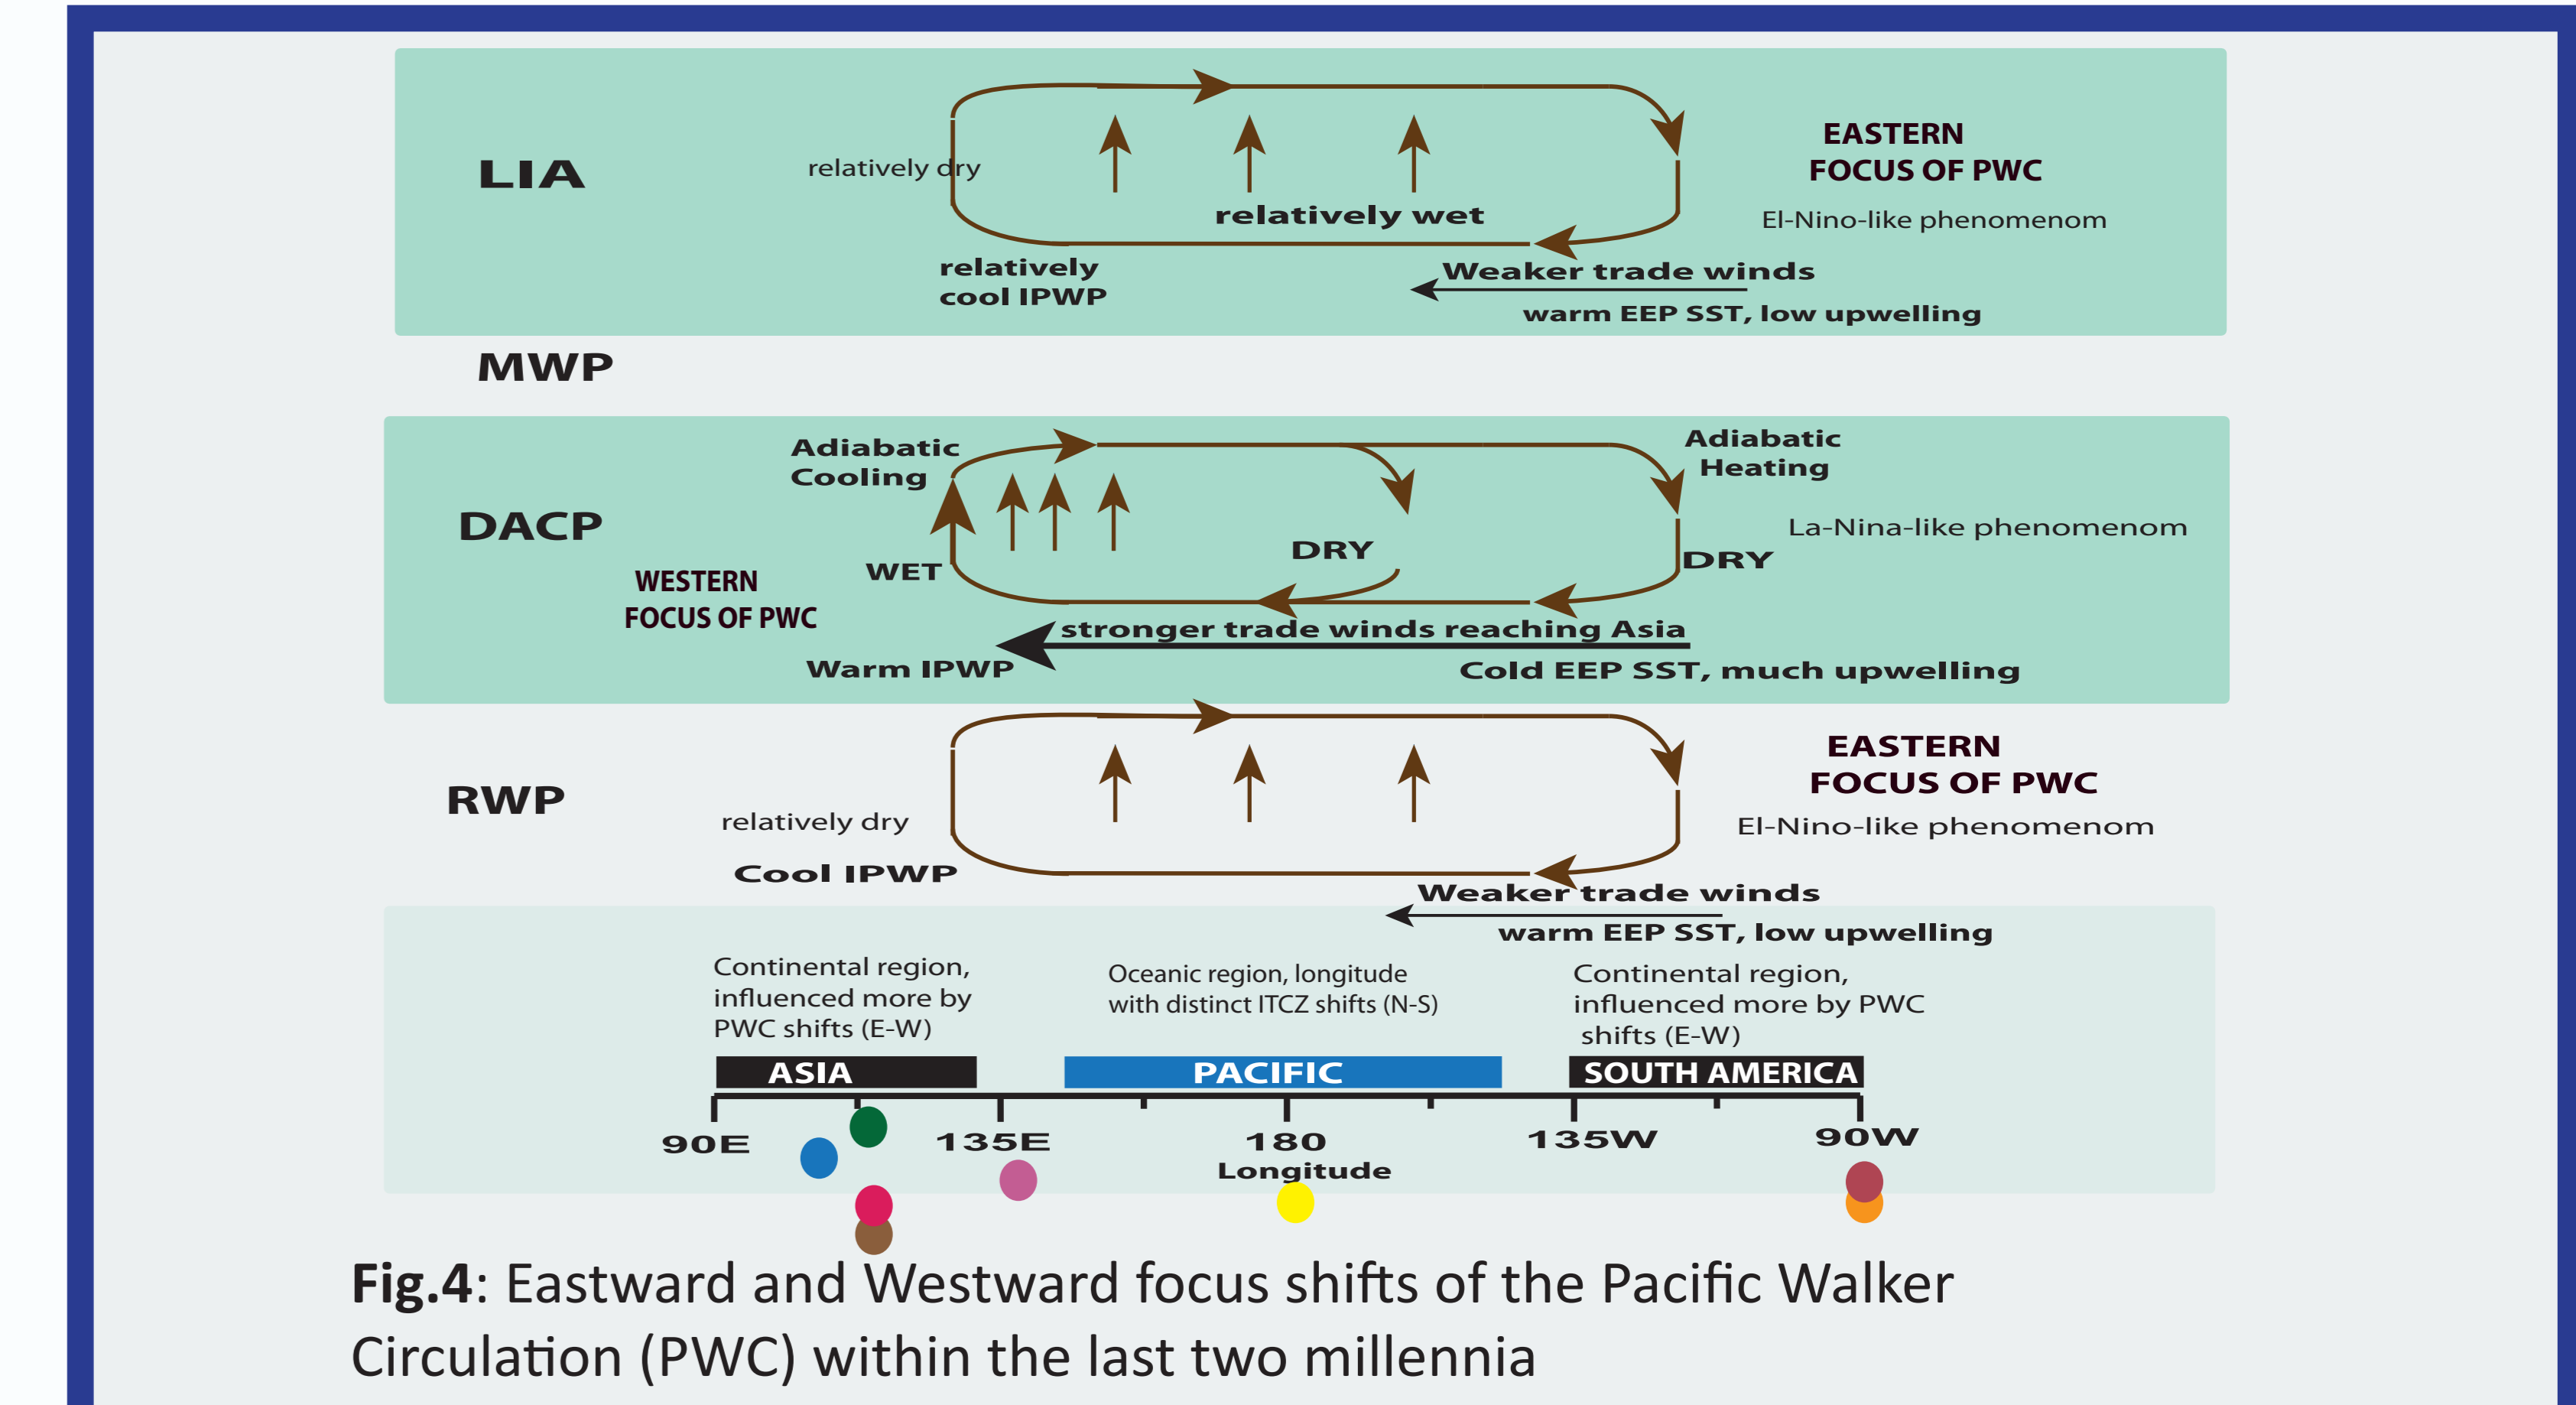 LIA
relatively dry
relatively wet
EASTERN
FOCUS OF PWC
El-Nino-like phenomenom
relatively
cool IPWP
Weaker trade winds
warm EEP SST, low upwelling
MWP
DACP
Adiabatic
Cooling
Adiabatic
Heating
La-Nina-like phenomenom
WET
DRY
DRY
WESTERN
FOCUS OF PWC
stronger trade winds reaching Asia
Warm IPWP
Cold EEP SST, much upwelling
RWP
relatively dry
EASTERN
FOCUS OF PWC
El-Nino-like phenomenom
Cool IPWP
Weaker trade winds
warm EEP SST, low upwelling
Continental region,
influenced more by
PWC shifts (E-W)
Oceanic region, longitude
with distinct ITCZ shifts (N-S)
Continental region,
influenced more by PWC
shifts (E-W)
ASIA
PACIFIC
SOUTH AMERICA
90E
135E
180
135W
90W
Longitude
Fig.4: Eastward and Westward focus shifts of the Pacific Walker
Circulation (PWC) within the last two millennia